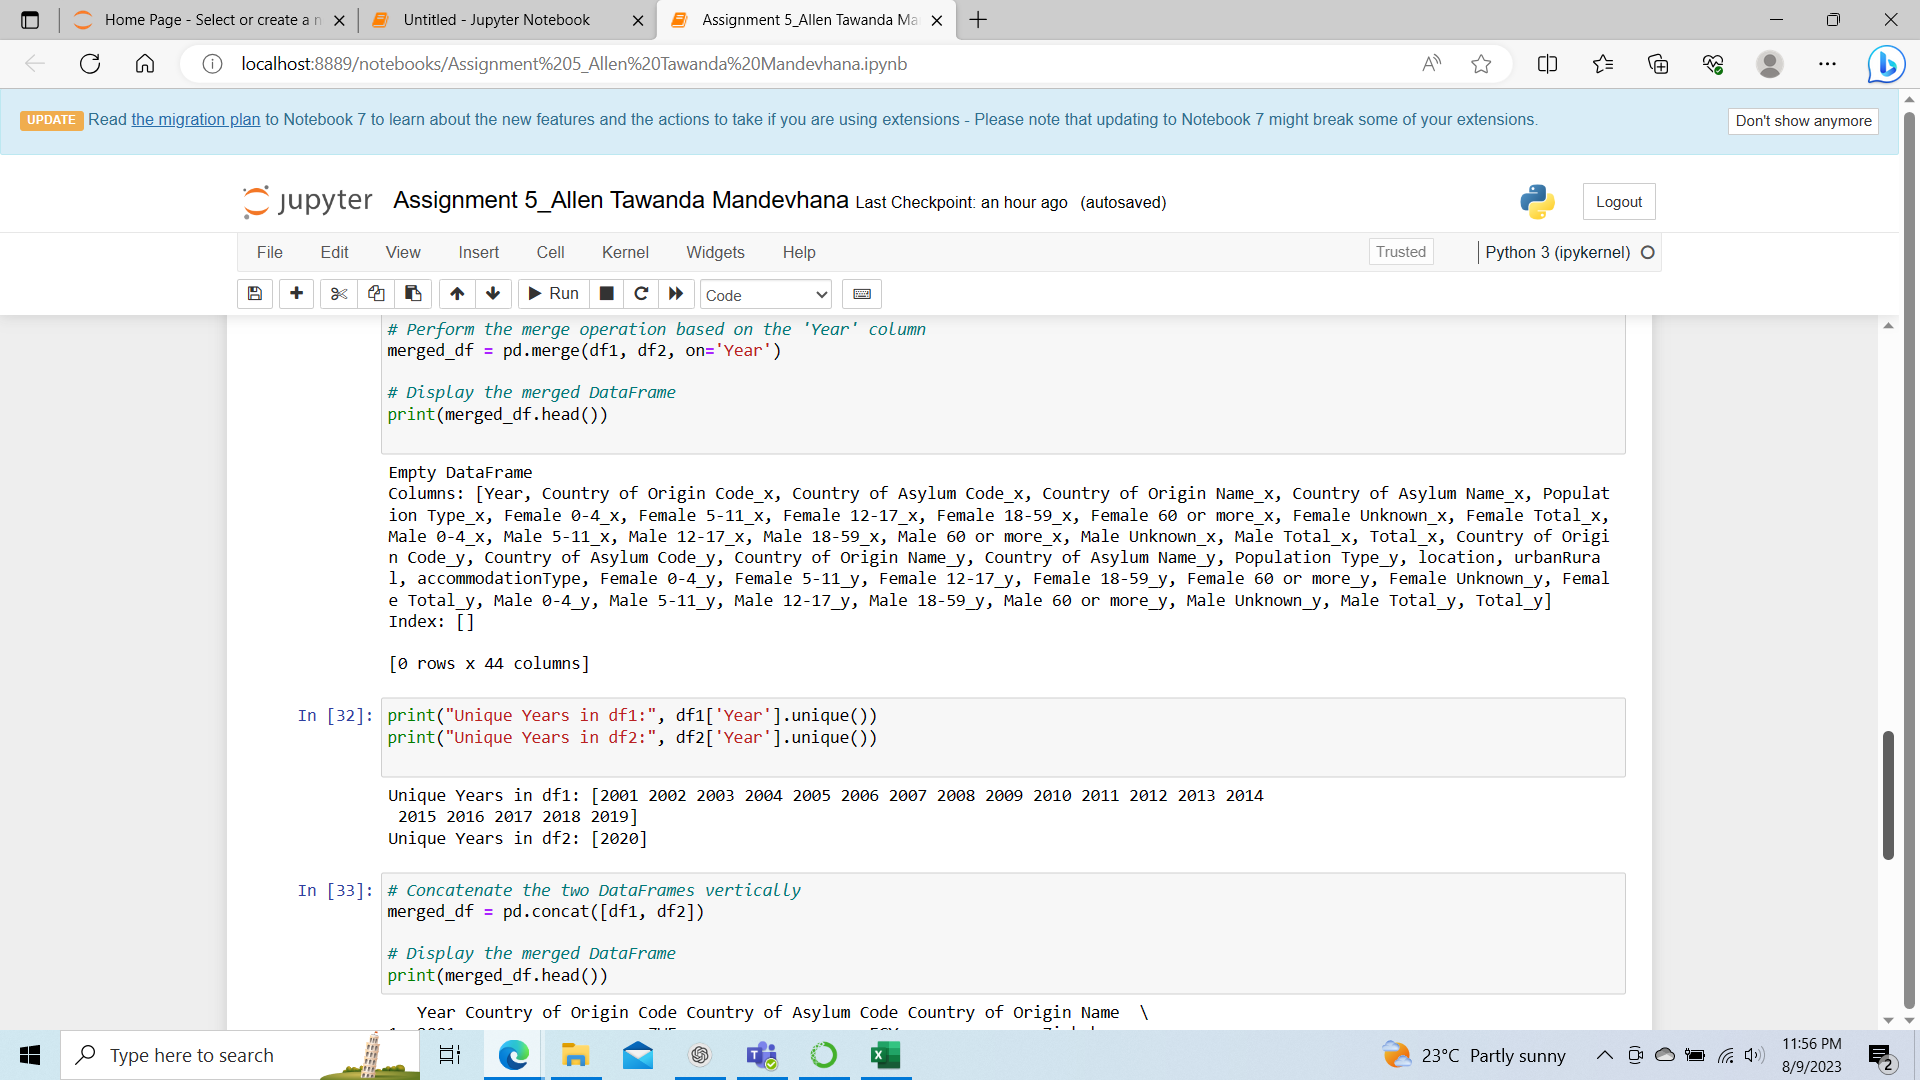 Home Page - Select or create a n
Untitled - Jupyter Notebook
Assignment 5_Allen Tawanda Ma
localhost:8889/notebooks/Assignment%205_Allen%20Tawanda%20Mandevhana.ipynb
UPDATE Read the migration plan to Notebook 7 to learn about the new features and the actions to take if you are using extensions - Please note that updating to Notebook 7 might break some of your extensions.
Don't show anymore
jupyter Assignment 5_Allen Tawanda Mandevhana Last Checkpoint: an hour ago (autosaved)
Logout
File Edit View Insert Cell Kernel Widgets Help
Trusted Python 3 (ipykernel)
Run Code
# Perform the merge operation based on the 'Year' column
merged_df = pd.merge(df1, df2, on='Year')
# Display the merged DataFrame
print(merged_df.head())
Empty DataFrame
Columns: [Year, Country of Origin Code_x, Country of Asylum Code_x, Country of Origin Name_x, Country of Asylum Name_x, Populat
ion Type_x, Female 0-4_x, Female 5-11_x, Female 12-17_x, Female 18-59_x, Female 60 or more_x, Female Unknown_x, Female Total_x,
Male 0-4_x, Male 5-11_x, Male 12-17_x, Male 18-59_x, Male 60 or more_x, Male Unknown_x, Male Total_x, Total_x, Country of Origi
n Code_y, Country of Asylum Code_y, Country of Origin Name_y, Country of Asylum Name_y, Population Type_y, location, urbanRura
l, accommodationType, Female 0-4_y, Female 5-11_y, Female 12-17_y, Female 18-59_y, Female 60 or more_y, Female Unknown_y, Femal
e Total_y, Male 0-4_y, Male 5-11_y, Male 12-17_y, Male 18-59_y, Male 60 or more_y, Male Unknown_y, Male Total_y, Total_y]
Index: []
[0 rows x 44 columns]
In [32]: print("Unique Years in df1:", df1['Year'].unique())
print("Unique Years in df2:", df2['Year'].unique())
Unique Years in df1: [2001 2002 2003 2004 2005 2006 2007 2008 2009 2010 2011 2012 2013 2014
2015 2016 2017 2018 2019]
Unique Years in df2: [2020]
In [33]: # Concatenate the two DataFrames vertically
merged_df = pd.concat([df1, df2])
# Display the merged DataFrame
print(merged_df.head())
Year Country of Origin Code Country of Asylum Code Country of Origin Name \
Type here to search
23°C Partly sunny
11:56 PM
8/9/2023
2